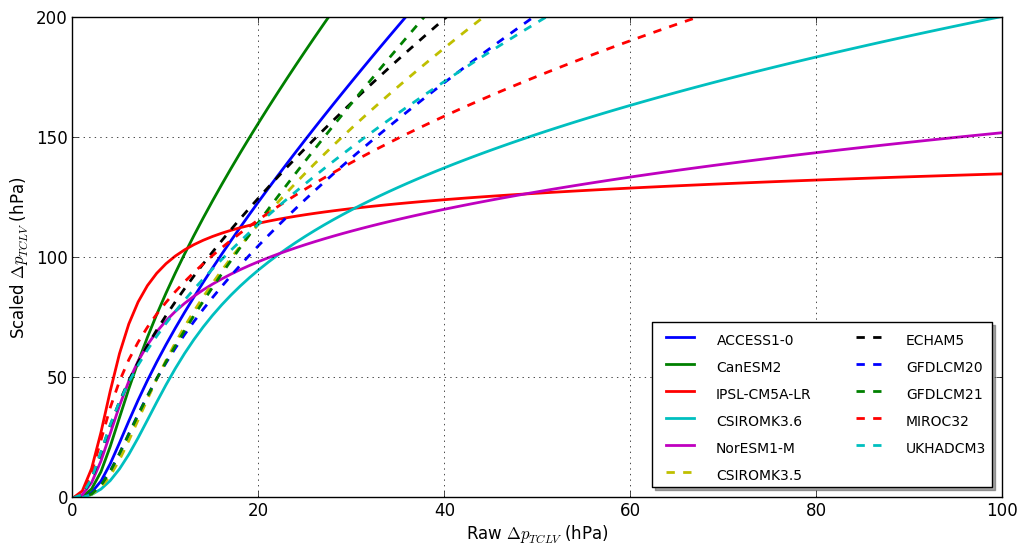 200
150
100
50
0
Scaled Δp_TCLV (hPa)
0 20 40 60 80 100
Raw Δp_TCLV (hPa)
ACCESS1-0
CanESM2
IPSL-CM5A-LR
CSIROMK3.6
NorESM1-M
CSIROMK3.5
ECHAM5
GFDLCM20
GFDLCM21
MIROC32
UKHADCM3